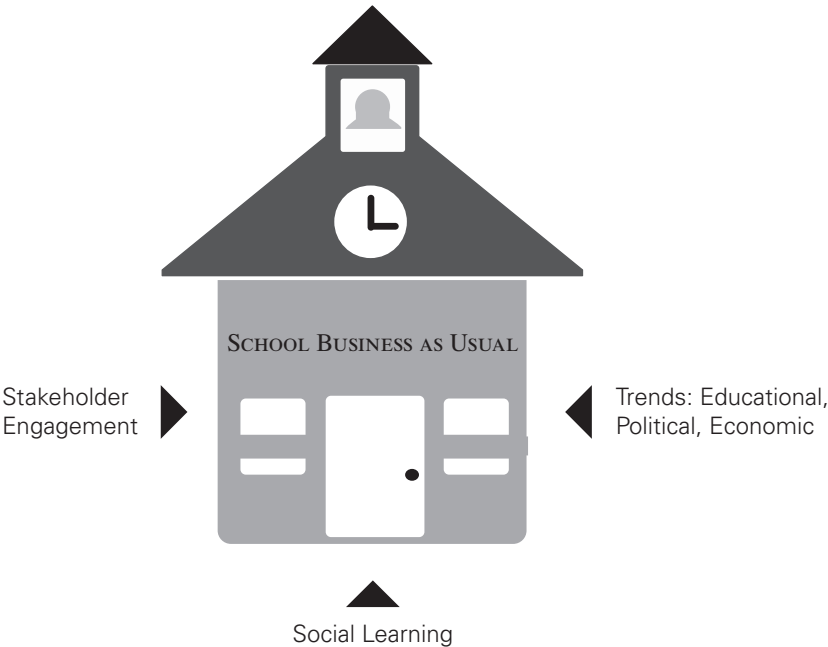 School Business as Usual
Stakeholder
Engagement
Trends: Educational,
Political, Economic
Social Learning